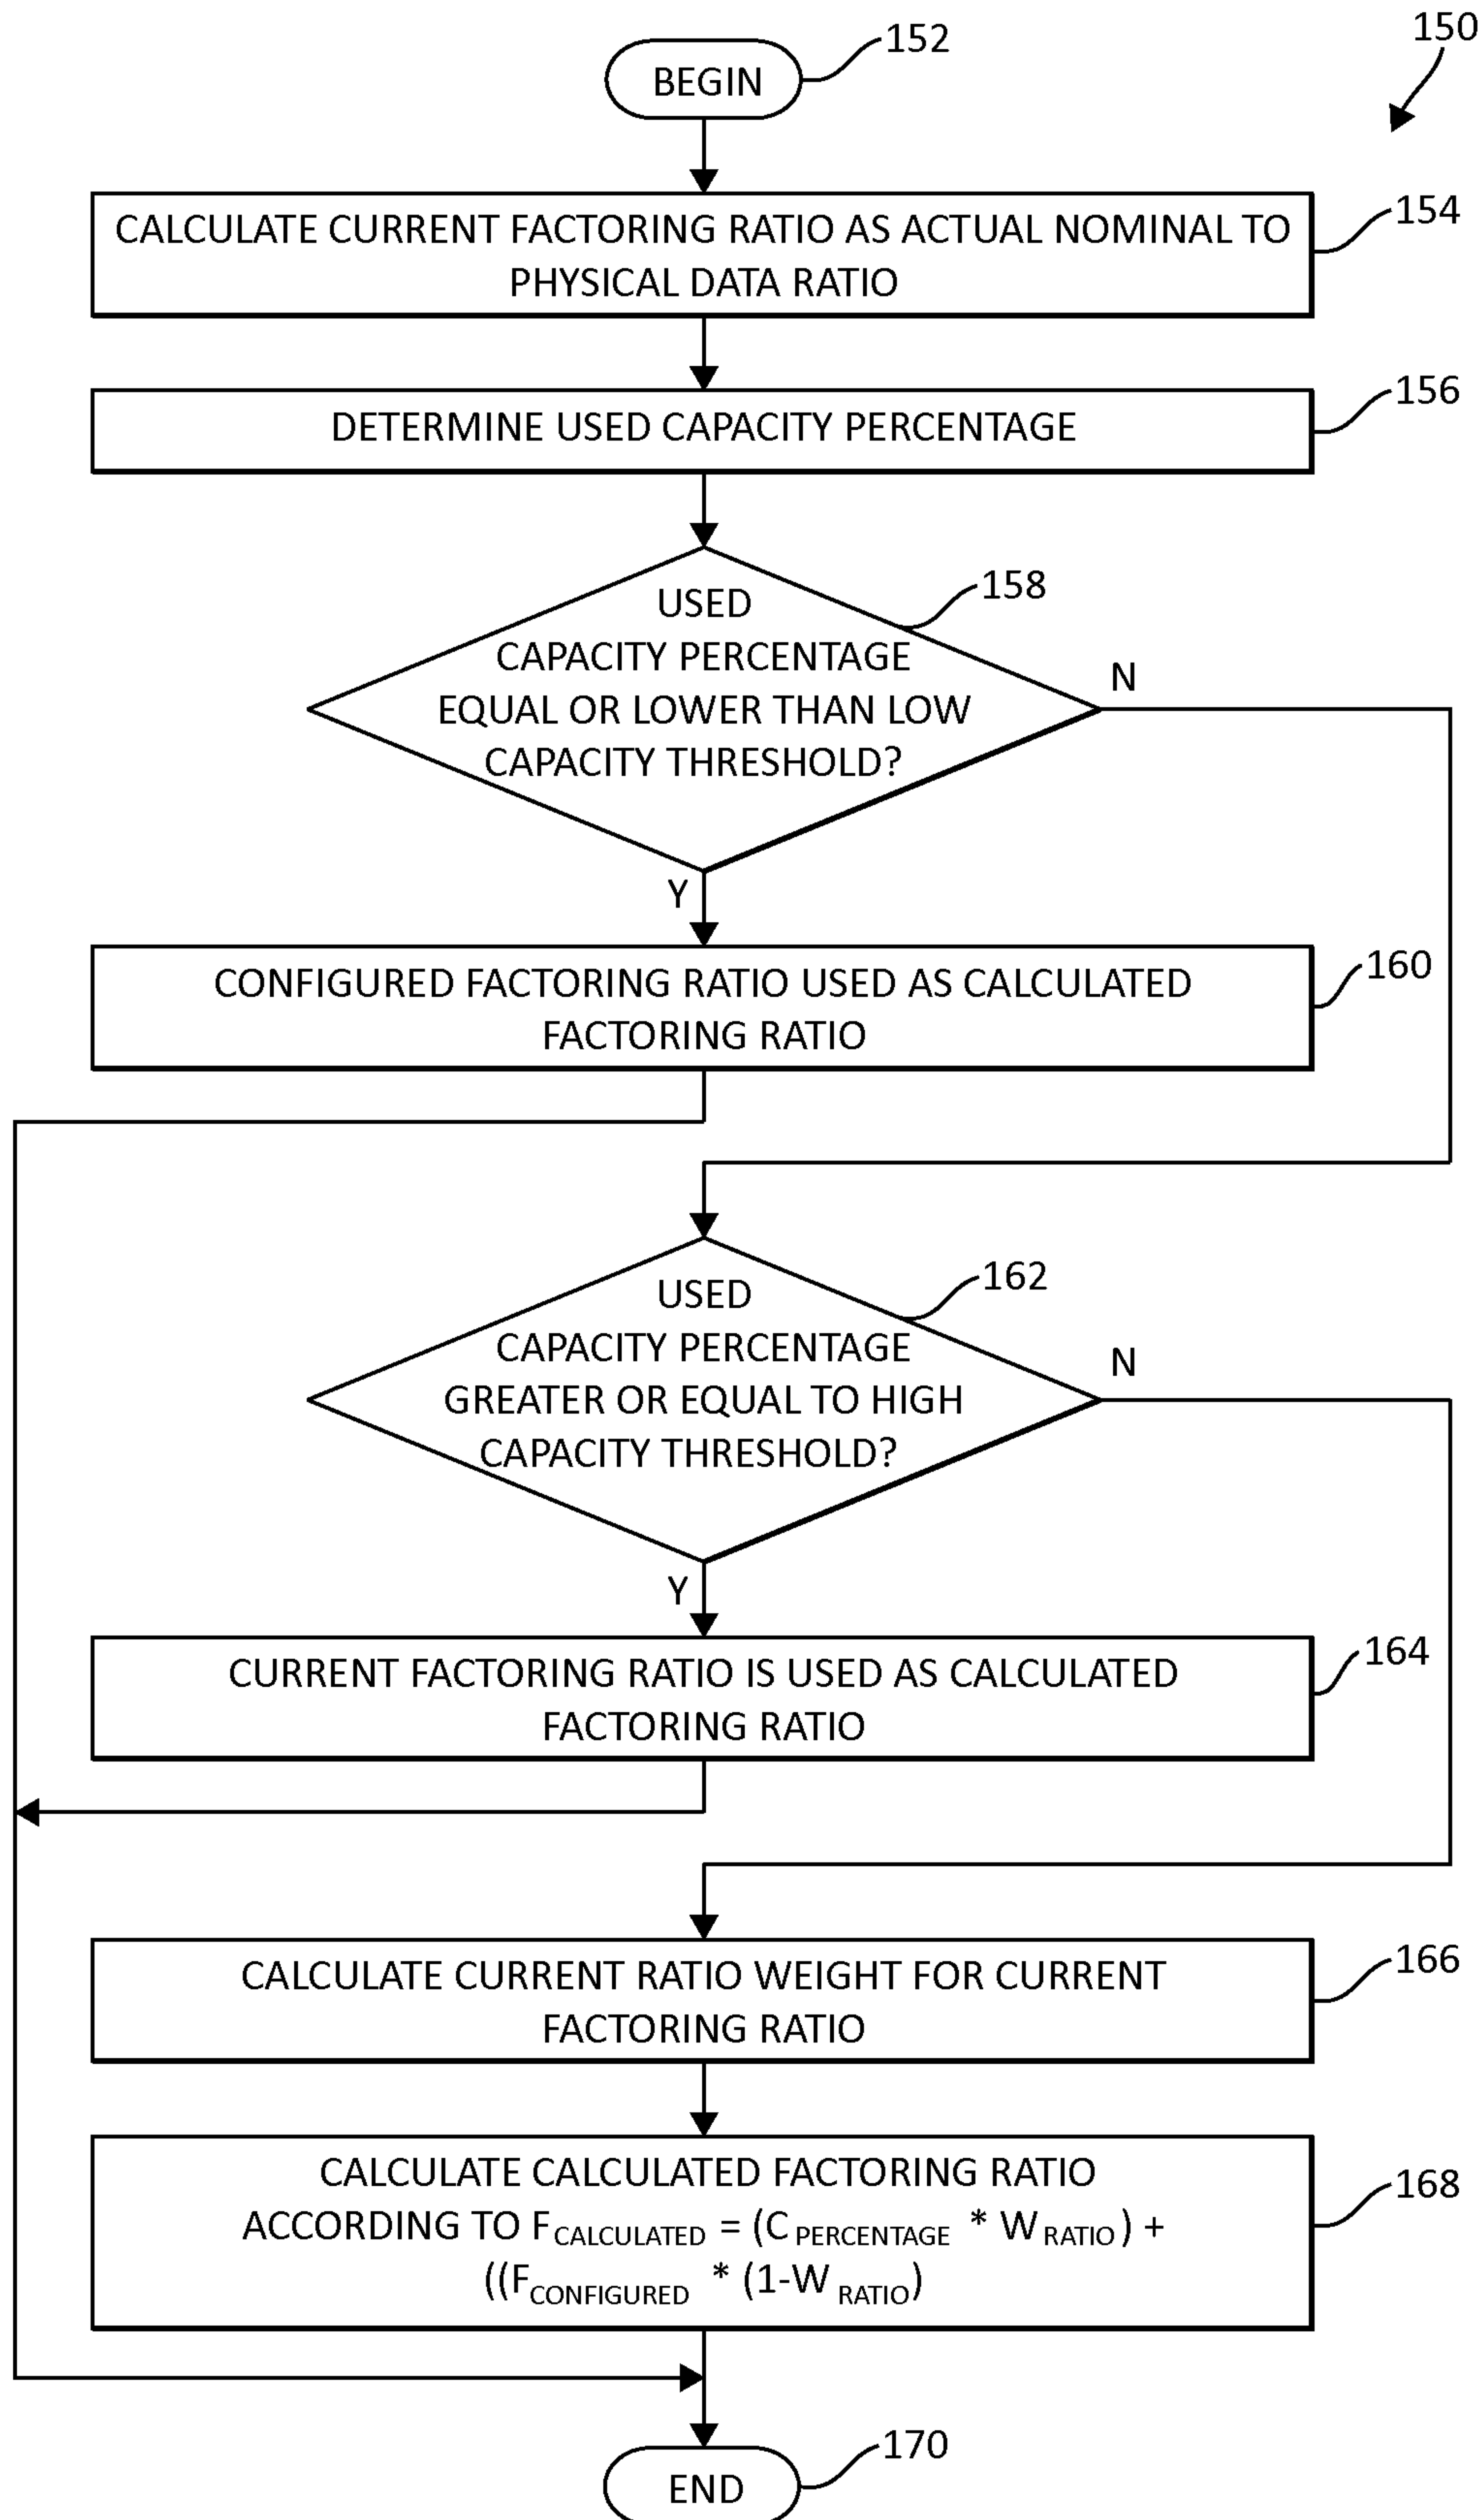 150
152
BEGIN
154
CALCULATE CURRENT FACTORING RATIO AS ACTUAL NOMINAL TO
PHYSICAL DATA RATIO
156
DETERMINE USED CAPACITY PERCENTAGE
158
USED
CAPACITY PERCENTAGE
EQUAL OR LOWER THAN LOW
CAPACITY THRESHOLD?
N
Y
160
CONFIGURED FACTORING RATIO USED AS CALCULATED
FACTORING RATIO
162
USED
CAPACITY PERCENTAGE
GREATER OR EQUAL TO HIGH
CAPACITY THRESHOLD?
N
Y
164
CURRENT FACTORING RATIO IS USED AS CALCULATED
FACTORING RATIO
166
CALCULATE CURRENT RATIO WEIGHT FOR CURRENT
FACTORING RATIO
168
CALCULATE CALCULATED FACTORING RATIO
ACCORDING TO F CALCULATED = (C PERCENTAGE * W RATIO) +
((F CONFIGURED * (1-W RATIO)
170
END